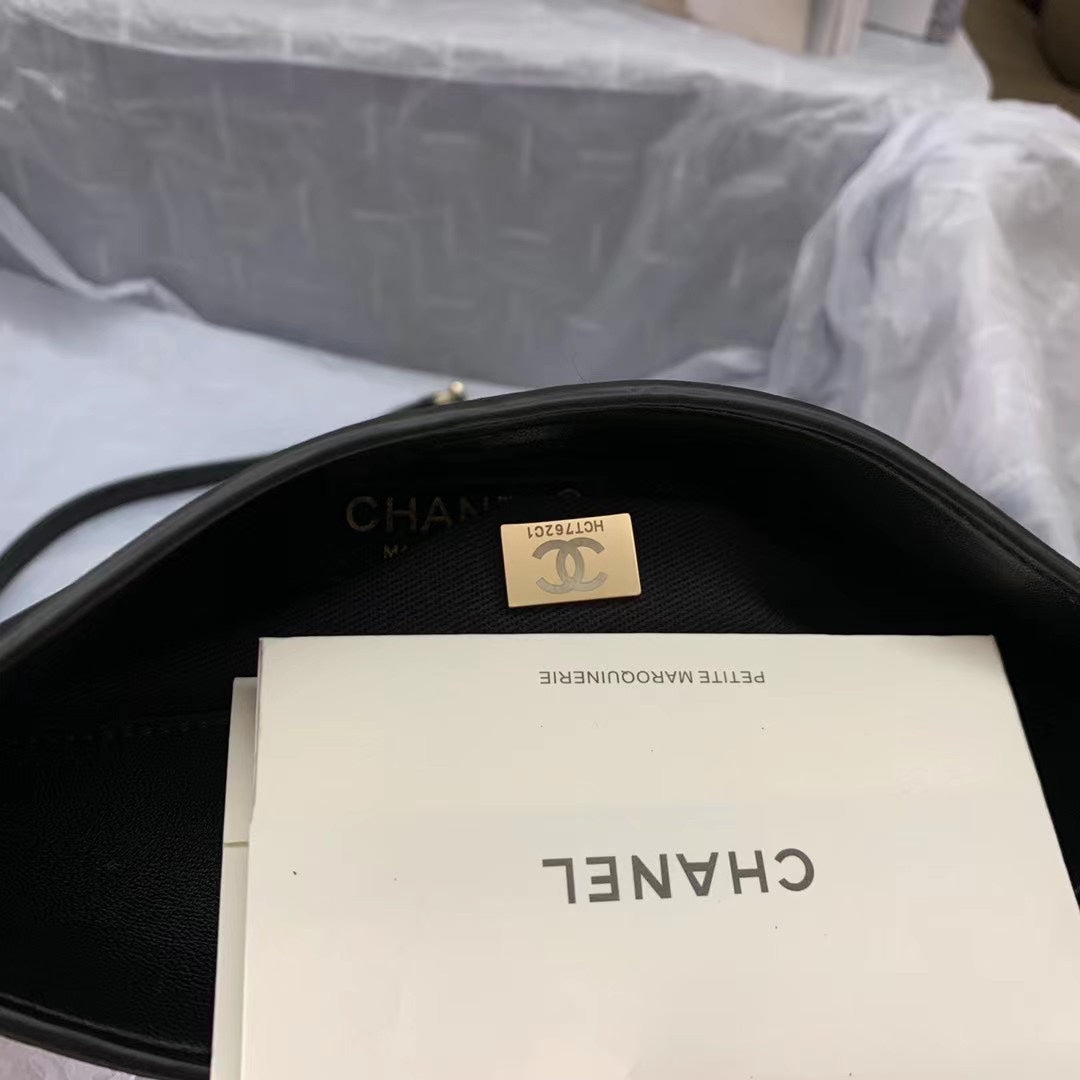 HCT762C1
PETITE MAROQUINERIE
CHANEL